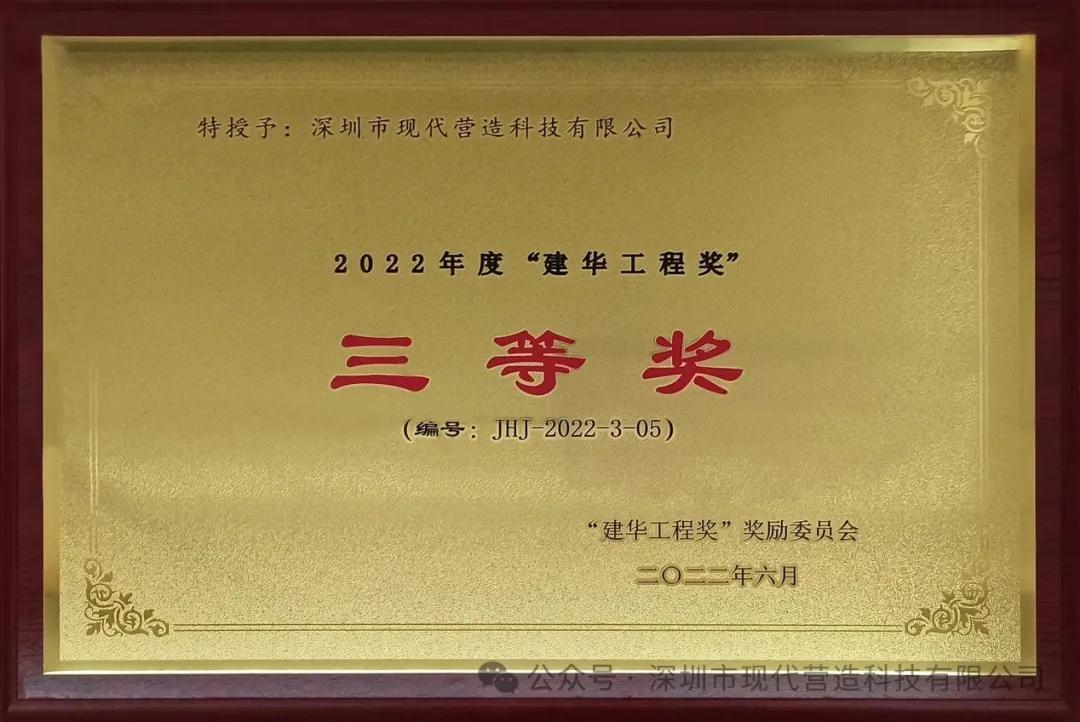 特授予：深圳市现代营造科技有限公司
2022年度“建华工程奖”
三等奖
(编号：JHJ-2022-3-05)
“建华工程奖”奖励委员会
二〇二二年六月
公众号·深圳市现代营造科技有限公司